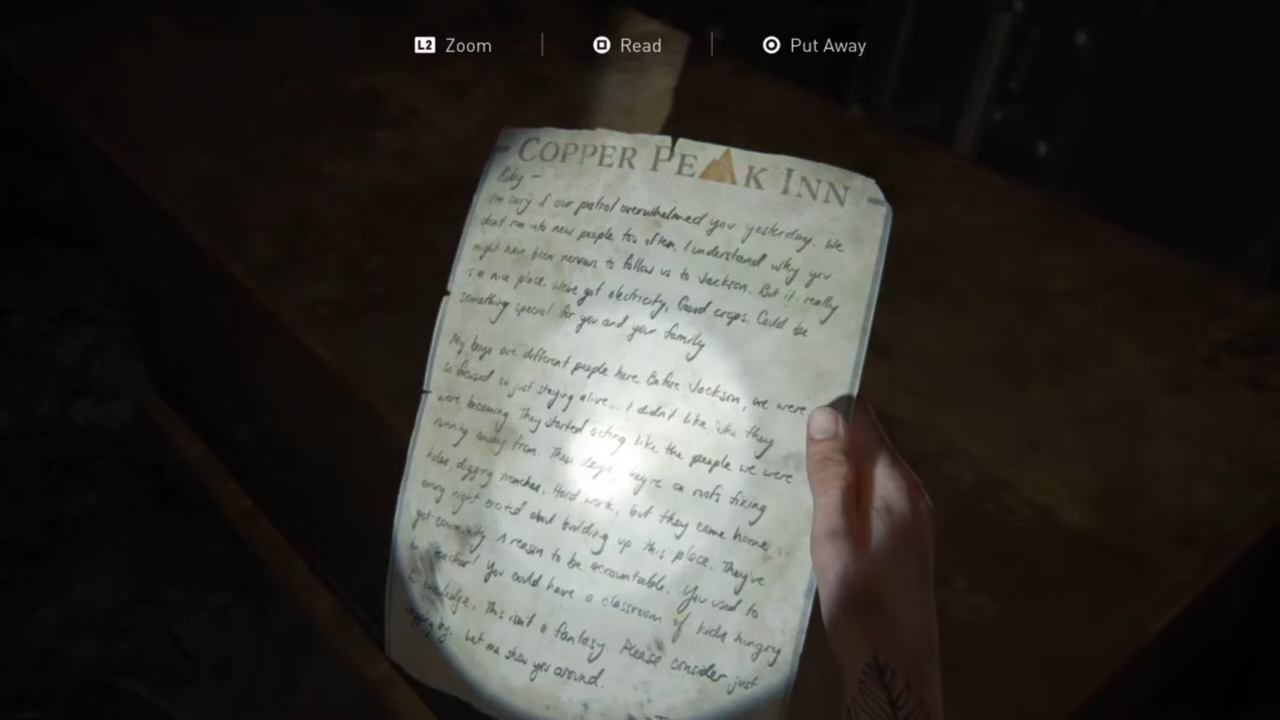 L2 Zoom
Read
Put Away
COPPER PEAK INN
Ruby –
I'm sorry if our patrol overwhelmed you yesterday. We
don't run into new people too often, I understand why you
might have been nervous to follow us to Jackson. But it really
is a nice place. We've got electricity. Good crops. Could be
something special for you and your family
My boys are different people here. Before Jackson, we were
so focused on just staying alive... I didn't like who they
were becoming. They started acting like the people we were
running away from. These days, they're on roofs fixing
holes, digging trenches. Hard work, but they come home
every night excited about building up this place. They've
got community. A reason to be accountable. You used to
be teacher. You could have a classroom of kids hungry
knowledge. This isn't a fantasy. Please consider just
by. Let me show you around.